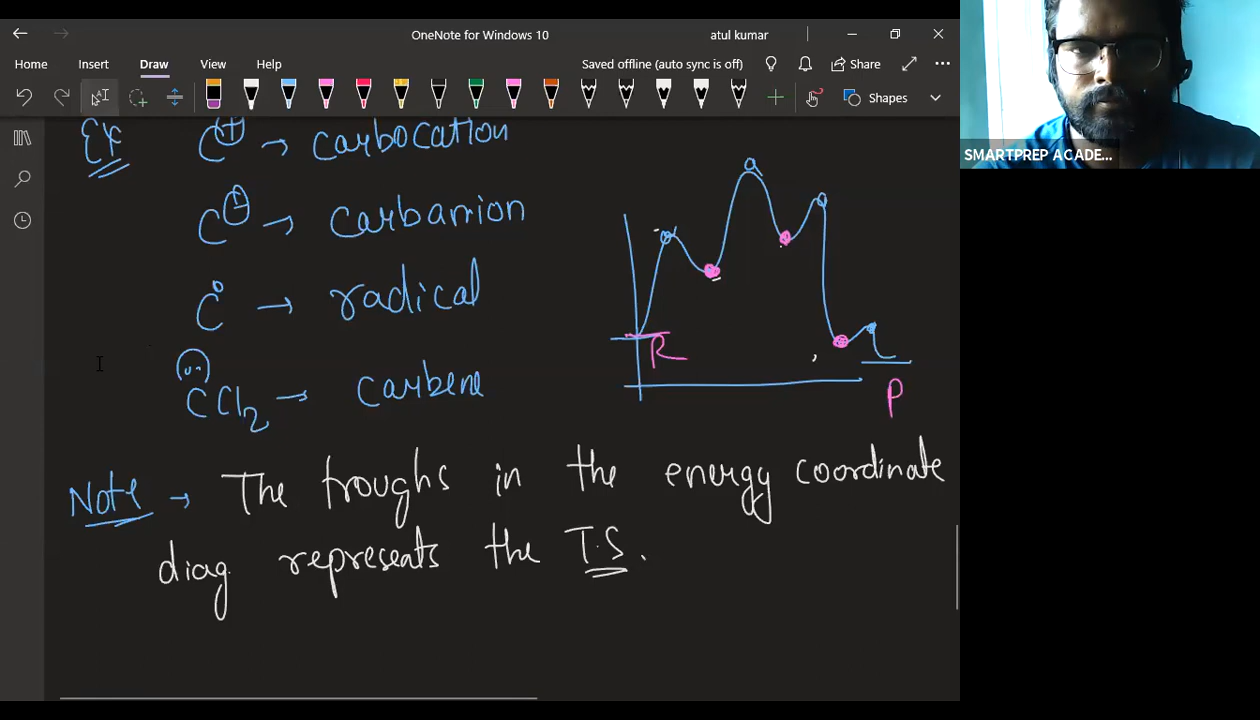 OneNote for Windows 10
atul kumar
Home Insert Draw View Help
Saved offline (auto sync is off)
Share
Shapes
SMARTPREP ACADE...
Ex C⊕ → carbocation
C⊖ → carbanion
C• → radical
C̈Cl₂ → carbene
R
P
Note → The troughs in the energy coordinate
diag represents the T.S.